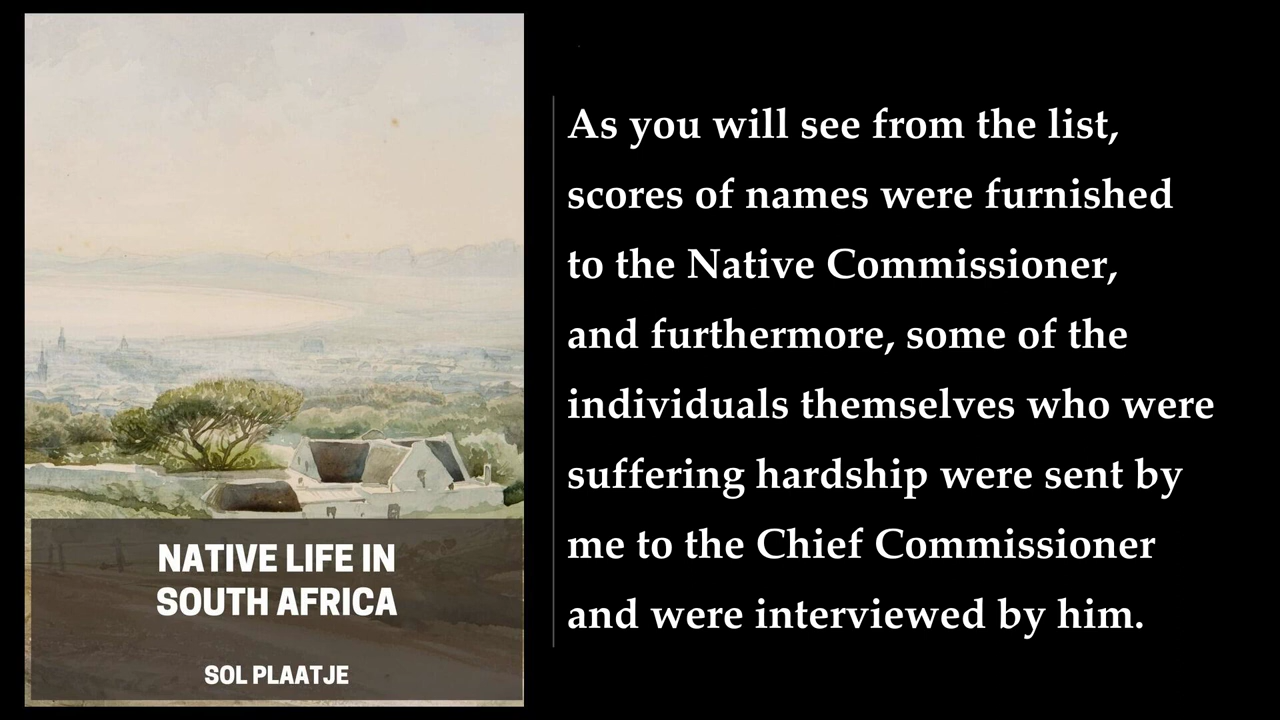 NATIVE LIFE IN
SOUTH AFRICA
SOL PLAATJE
As you will see from the list,
scores of names were furnished
to the Native Commissioner,
and furthermore, some of the
individuals themselves who were
suffering hardship were sent by
me to the Chief Commissioner
and were interviewed by him.